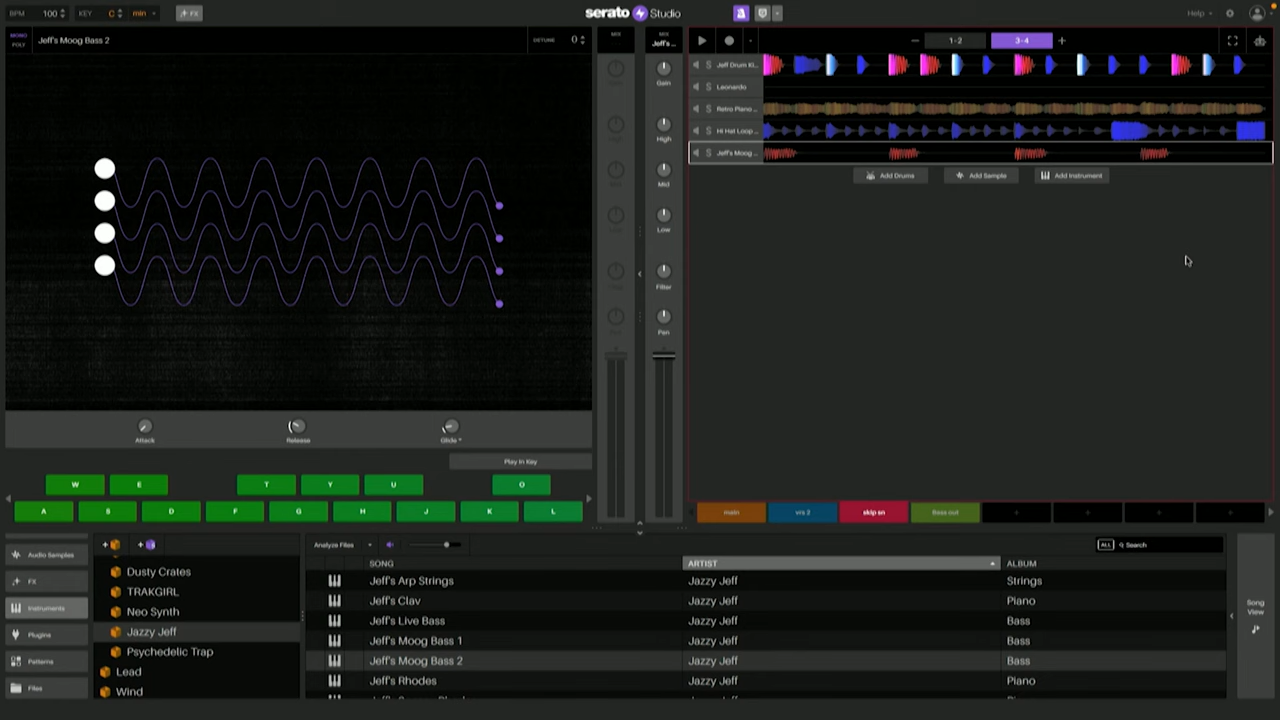 BPM 100 KEY C min FX serato Studio Help
MONO
POLY
Jeff's Moog Bass 2 DETUNE 0
MIX
MIX
Jeff's ...
1-2 3-4
Gain
High
Mid
Low
Filter
Pan
Jeff Drum Ki...
S Leonardo
S Retro Piano ...
S Hi Hat Loop...
S Jeff's Moog ...
Add Drums Add Sample Add Instrument
Attack Release Glide
Play In Key
W E T Y U O
A S D F G H J K L
main vrs 2 skip sn Bass out
Audio Samples
FX
Instruments
Plugins
Patterns
Files
Dusty Crates
TRAKGIRL
Neo Synth
Jazzy Jeff
Psychedelic Trap
Lead
Wind
Analyze Files ALL Search
SONG ARTIST ALBUM
Jeff's Arp Strings Jazzy Jeff Strings
Jeff's Clav Jazzy Jeff Piano
Jeff's Live Bass Jazzy Jeff Bass
Jeff's Moog Bass 1 Jazzy Jeff Bass
Jeff's Moog Bass 2 Jazzy Jeff Bass
Jeff's Rhodes Jazzy Jeff Piano
Song
View